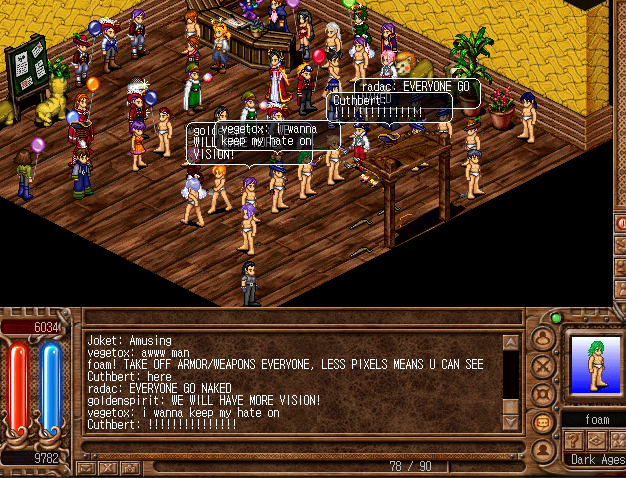 radac: EVERYONE GO
Cuthbert:
!!!!!!!!!!!!!!!
vegetox: i wanna
keep my hate on
WILL
VISION!
6034
9782
Joket: Amusing
vegetox: awww man
foam! TAKE OFF ARMOR/WEAPONS EVERYONE, LESS PIXELS MEANS U CAN SEE
Cuthbert: here
radac: EVERYONE GO NAKED
goldenspirit: WE WILL HAVE MORE VISION!
vegetox: i wanna keep my hate on
Cuthbert: !!!!!!!!!!!!!!!
78 / 90
foam
Dark Ages